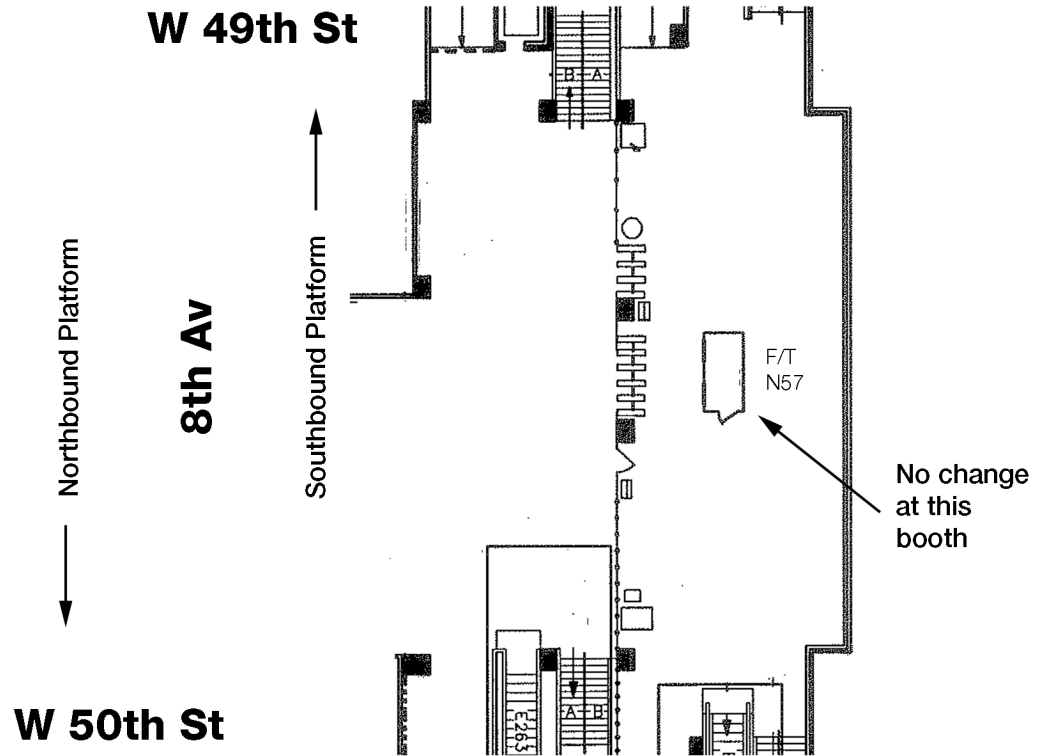 W 49th St
B A
Northbound Platform
8th Av
Southbound Platform
F/T
N57
No change
at this
booth
E263
A B
W 50th St